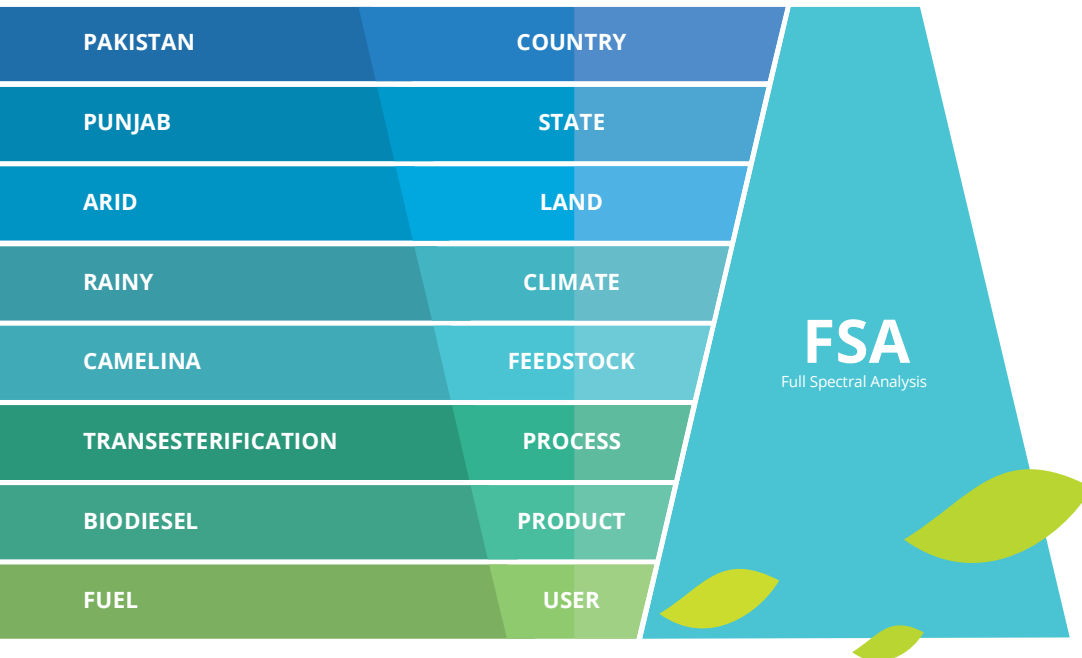 PAKISTAN COUNTRY
PUNJAB STATE
ARID LAND
RAINY CLIMATE
CAMELINA FEEDSTOCK
TRANSESTERIFICATION PROCESS
BIODIESEL PRODUCT
FUEL USER
FSA
Full Spectral Analysis